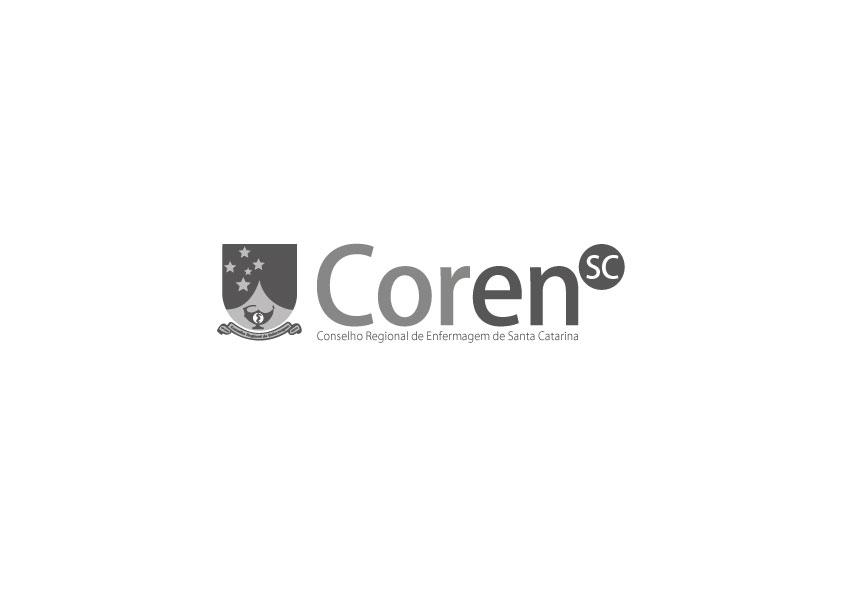 Coren
SC
Conselho Regional de Enfermagem de Santa Catarina